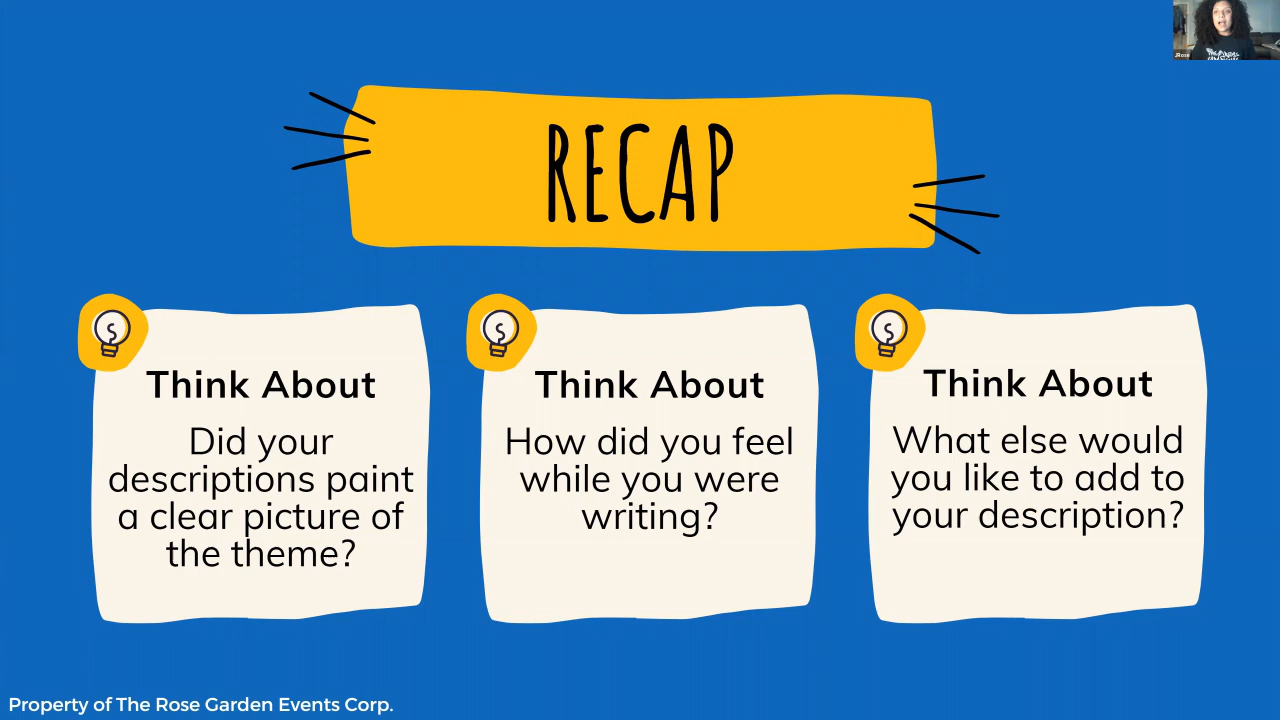 JRose
RECAP
Think About
Did your
descriptions paint
a clear picture of
the theme?
Think About
How did you feel
while you were
writing?
Think About
What else would
you like to add to
your description?
Property of The Rose Garden Events Corp.